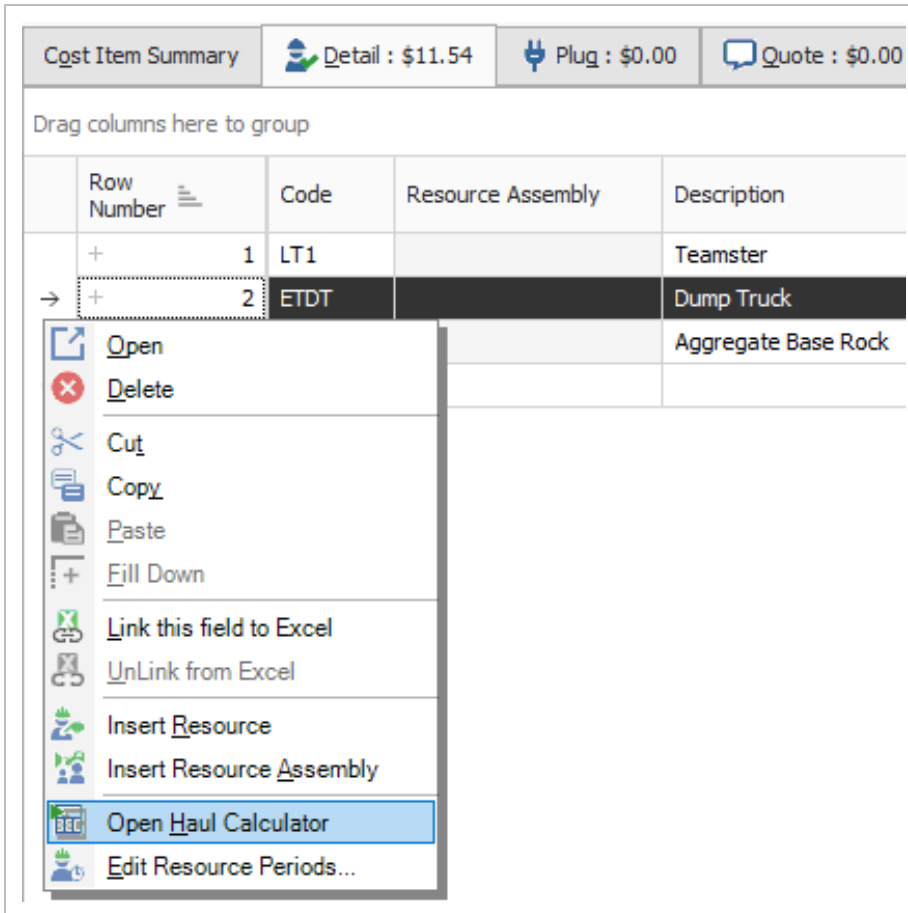 Cost Item Summary Detail : $11.54 Plug : $0.00 Quote : $0.00
Drag columns here to group
Row Number Code Resource Assembly Description
1 LT1 Teamster
2 ETDT Dump Truck
Aggregate Base Rock
Open
Delete
Cut
Copy
Paste
Fill Down
Link this field to Excel
UnLink from Excel
Insert Resource
Insert Resource Assembly
Open Haul Calculator
Edit Resource Periods...